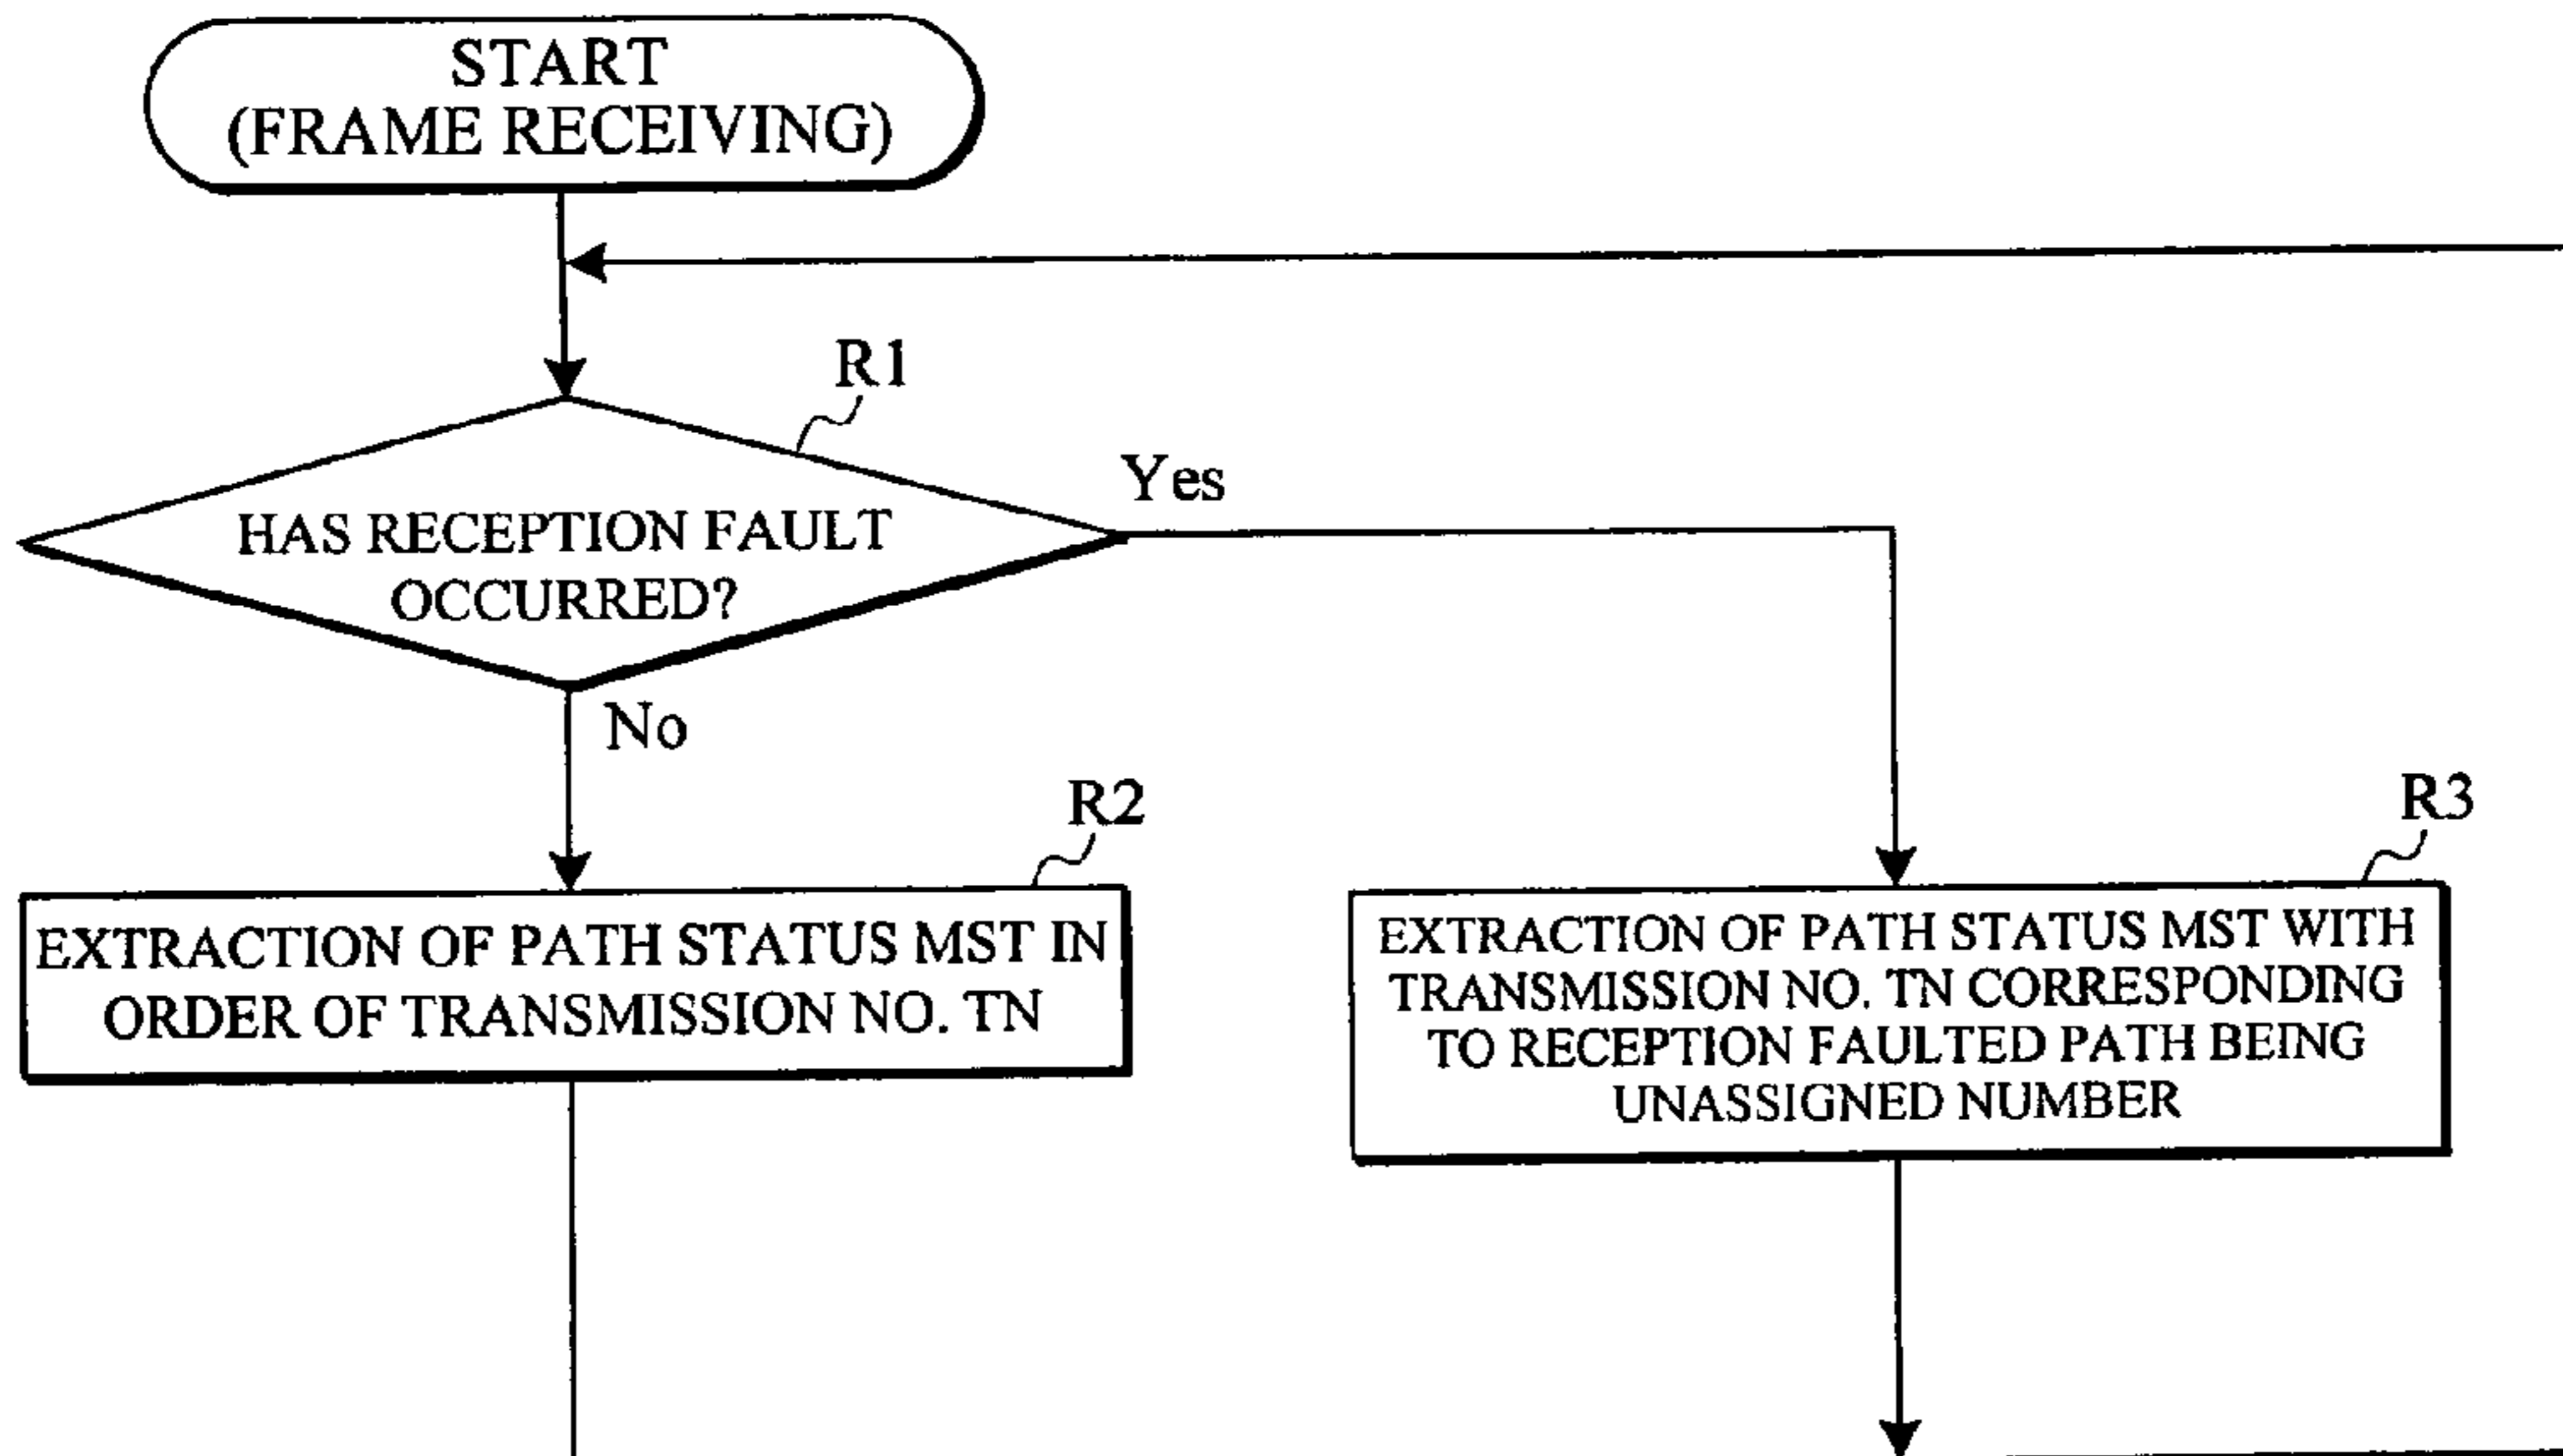 START
(FRAME RECEIVING)
R1
Yes
HAS RECEPTION FAULT
OCCURRED?
No
R2
R3
EXTRACTION OF PATH STATUS MST IN
ORDER OF TRANSMISSION NO. TN
EXTRACTION OF PATH STATUS MST WITH
TRANSMISSION NO. TN CORRESPONDING
TO RECEPTION FAULTED PATH BEING
UNASSIGNED NUMBER